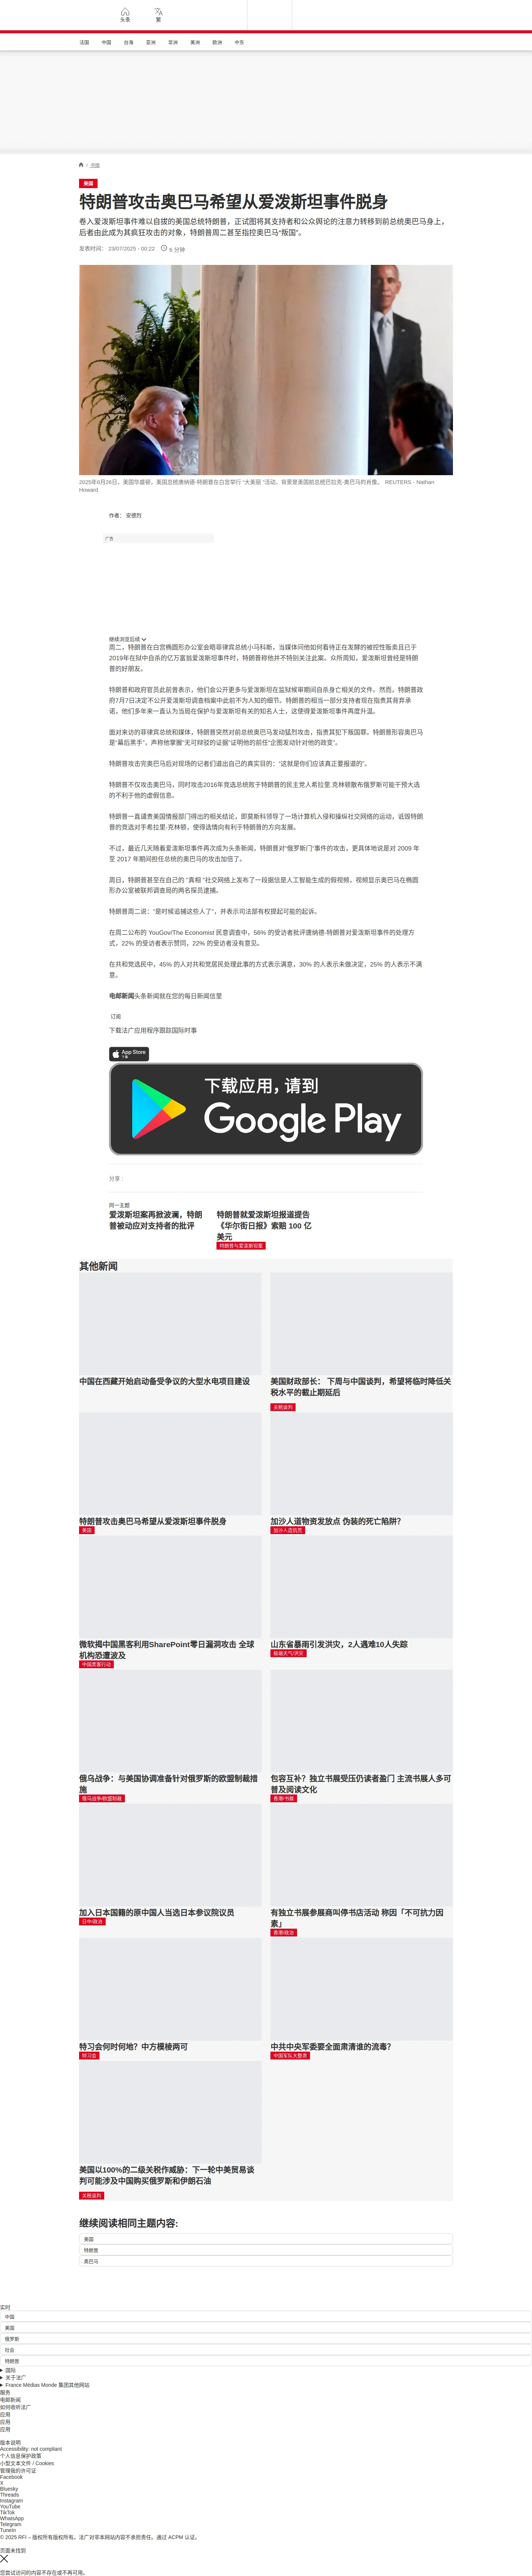 头条
繁
法国
中国
台海
亚洲
非洲
美洲
欧洲
中东
/ 中国
美国
特朗普攻击奥巴马希望从爱泼斯坦事件脱身
卷入爱泼斯坦事件难以自拔的美国总统特朗普，正试图将其支持者和公众舆论的注意力转移到前总统奥巴马身上，
后者由此成为其疯狂攻击的对象，特朗普周二甚至指控奥巴马“叛国”。
发表时间： 23/07/2025 - 00:22 6 分钟
2025年6月26日，美国华盛顿，美国总统唐纳德·特朗普在白宫举行 “大美丽 ”活动，背景是美国前总统巴拉克-奥巴马的肖像。 REUTERS - Nathan
Howard
作者： 安德烈
广告
继续浏览后续
周二，特朗普在白宫椭圆形办公室会晤菲律宾总统小马科斯，当媒体问他如何看待正在发酵的被控性贩卖且已于
2019年在狱中自杀的亿万富翁爱泼斯坦事件时，特朗普称他并不特别关注此案。众所周知，爱泼斯坦曾经是特朗
普的好朋友。
特朗普和政府官员此前曾表示，他们会公开更多与爱泼斯坦在监狱候审期间自杀身亡相关的文件。然而，特朗普政
府7月7日决定不公开爱泼斯坦调查档案中此前不为人知的细节。特朗普的相当一部分支持者现在指责其背弃承
诺，他们多年来一直认为当局在保护与爱泼斯坦有关的知名人士，这使得爱泼斯坦事件再度升温。
面对来访的菲律宾总统和媒体，特朗普突然对前总统奥巴马发动猛烈攻击，指责其犯下叛国罪。特朗普形容奥巴马
是“幕后黑手”，声称他掌握“无可辩驳的证据”证明他的前任“企图发动针对他的政变”。
特朗普攻击完奥巴马后对现场的记者们道出自己的真实目的：“这就是你们应该真正要报道的”。
特朗普不仅攻击奥巴马，同时攻击2016年竞选总统败于特朗普的民主党人希拉里.克林顿散布俄罗斯可能干预大选
的不利于他的虚假信息。
特朗普一直谴责美国情报部门得出的相关结论，即莫斯科领导了一场计算机入侵和操纵社交网络的运动，诋毁特朗
普的竞选对手希拉里·克林顿，使得选情向有利于特朗普的方向发展。
不过，最近几天随着爱泼斯坦事件再次成为头条新闻，特朗普对“俄罗斯门”事件的攻击，更具体地说是对 2009 年
至 2017 年期间担任总统的奥巴马的攻击加倍了。
周日，特朗普甚至在自己的 "真相 "社交网络上发布了一段据信是人工智能生成的假视频，视频显示奥巴马在椭圆
形办公室被联邦调查局的两名探员逮捕。
特朗普周二说：“是时候追捕这些人了”，并表示司法部有权提起可能的起诉。
在周二公布的 YouGov/The Economist 民意调查中，56% 的受访者批评唐纳德-特朗普对爱泼斯坦事件的处理方
式，22% 的受访者表示赞同，22% 的受访者没有意见。
在共和党选民中，45% 的人对共和党居民处理此事的方式表示满意，30% 的人表示未做决定，25% 的人表示不满
意。
电邮新闻头条新闻就在您的每日新闻信里
订阅
下载法广应用程序跟踪国际时事
App Store
下载
下载应用，请到
Google Play
分享 :
同一主题
爱泼斯坦案再掀波澜，特朗
普被动应对支持者的批评
特朗普就爱泼斯坦报道提告
《华尔街日报》索赔 100 亿
美元
特朗普与爱泼斯坦案
其他新闻
中国在西藏开始启动备受争议的大型水电项目建设
美国财政部长： 下周与中国谈判，希望将临时降低关
税水平的截止期延后
关税谈判
特朗普攻击奥巴马希望从爱泼斯坦事件脱身
美国
加沙人道物资发放点 伪装的死亡陷阱？
加沙人道饥荒
微软揭中国黑客利用SharePoint零日漏洞攻击 全球
机构恐遭波及
中国黑客行动
山东省暴雨引发洪灾，2人遇难10人失踪
极端天气/洪灾
俄乌战争：与美国协调准备针对俄罗斯的欧盟制裁措
施
俄乌战争/欧盟制裁
包容互补？独立书展受压仍读者盈门 主流书展人多可
普及阅读文化
香港/书展
加入日本国籍的原中国人当选日本参议院议员
日中/政治
有独立书展参展商叫停书店活动 称因「不可抗力因
素」
香港/政治
特习会何时何地？中方模棱两可
特习会
中共中央军委要全面肃清谁的流毒？
中国军队大整肃
美国以100%的二级关税作威胁：下一轮中美贸易谈
判可能涉及中国购买俄罗斯和伊朗石油
关税谈判
继续阅读相同主题内容:
美国
特朗普
奥巴马
实时
中国
美国
俄罗斯
社会
特朗普
国际
关于法广
France Médias Monde 集团其他网站
服务
电邮新闻
如何收听法广
应用
应用
应用
版本说明
Accessibility: not compliant
个人信息保护政策
小型文本文件 / Cookies
管理我的许可证
Facebook
X
Bluesky
Threads
Instagram
YouTube
TikTok
WhatsApp
Telegram
TuneIn
© 2025 RFI – 版权所有版权所有。法广对非本网站内容不承担责任。通过 ACPM 认证。
页面未找到
您尝试访问的内容不存在或不再可用。